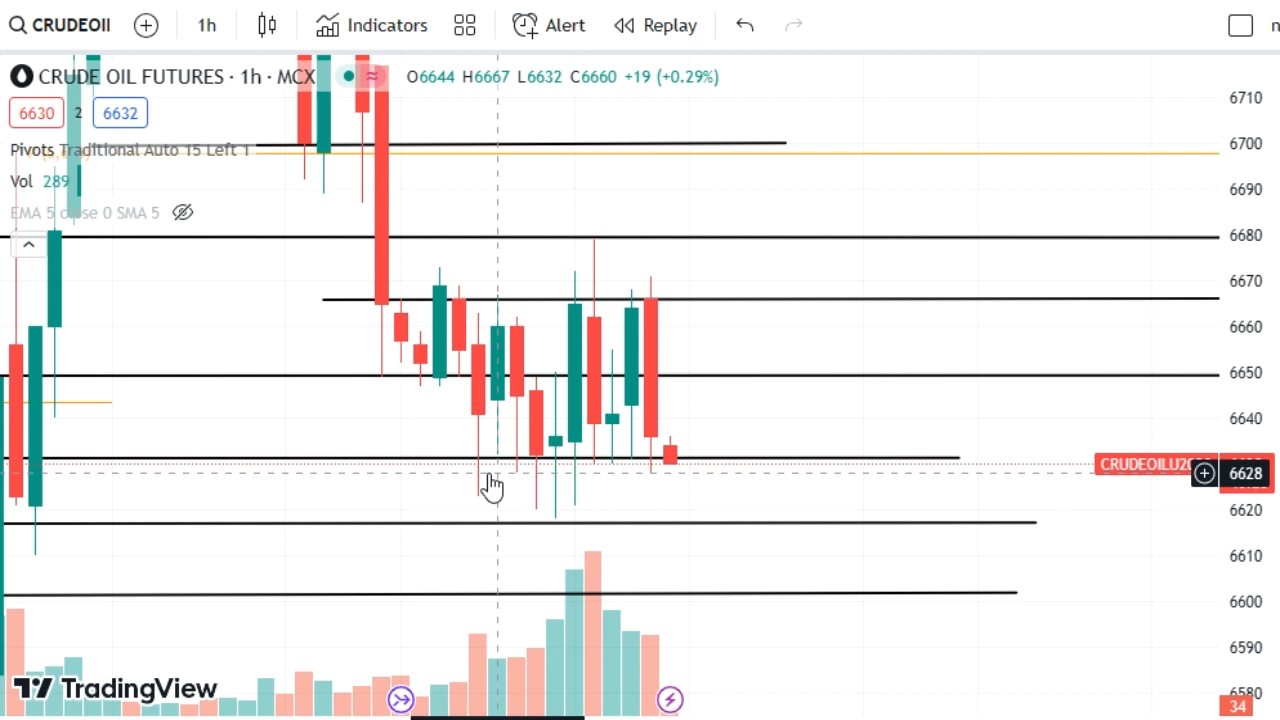 CRUDEOII 1h Indicators Alert Replay
CRUDE OIL FUTURES · 1h · MCX O6644 H6667 L6632 C6660 +19 (+0.29%)
6630 2 6632
Pivots Traditional Auto 15 Left 1
Vol 289
EMA 5 close 0 SMA 5
6710
6700
6690
6680
6670
6660
6650
6640
CRUDEOILU20
6628
6620
6610
6600
6590
6580
34
TradingView